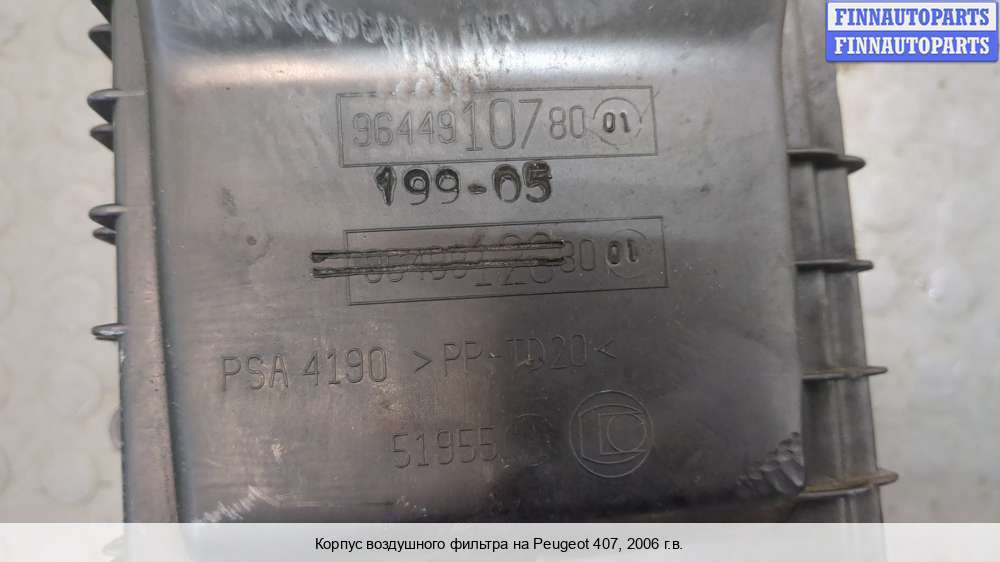 FINNAUTOPARTS
FINNAUTOPARTS
9644910780 01
199-05
80 01
PSA 4190 >PP-TD20<
51955
Корпус воздушного фильтра на Peugeot 407, 2006 г.в.